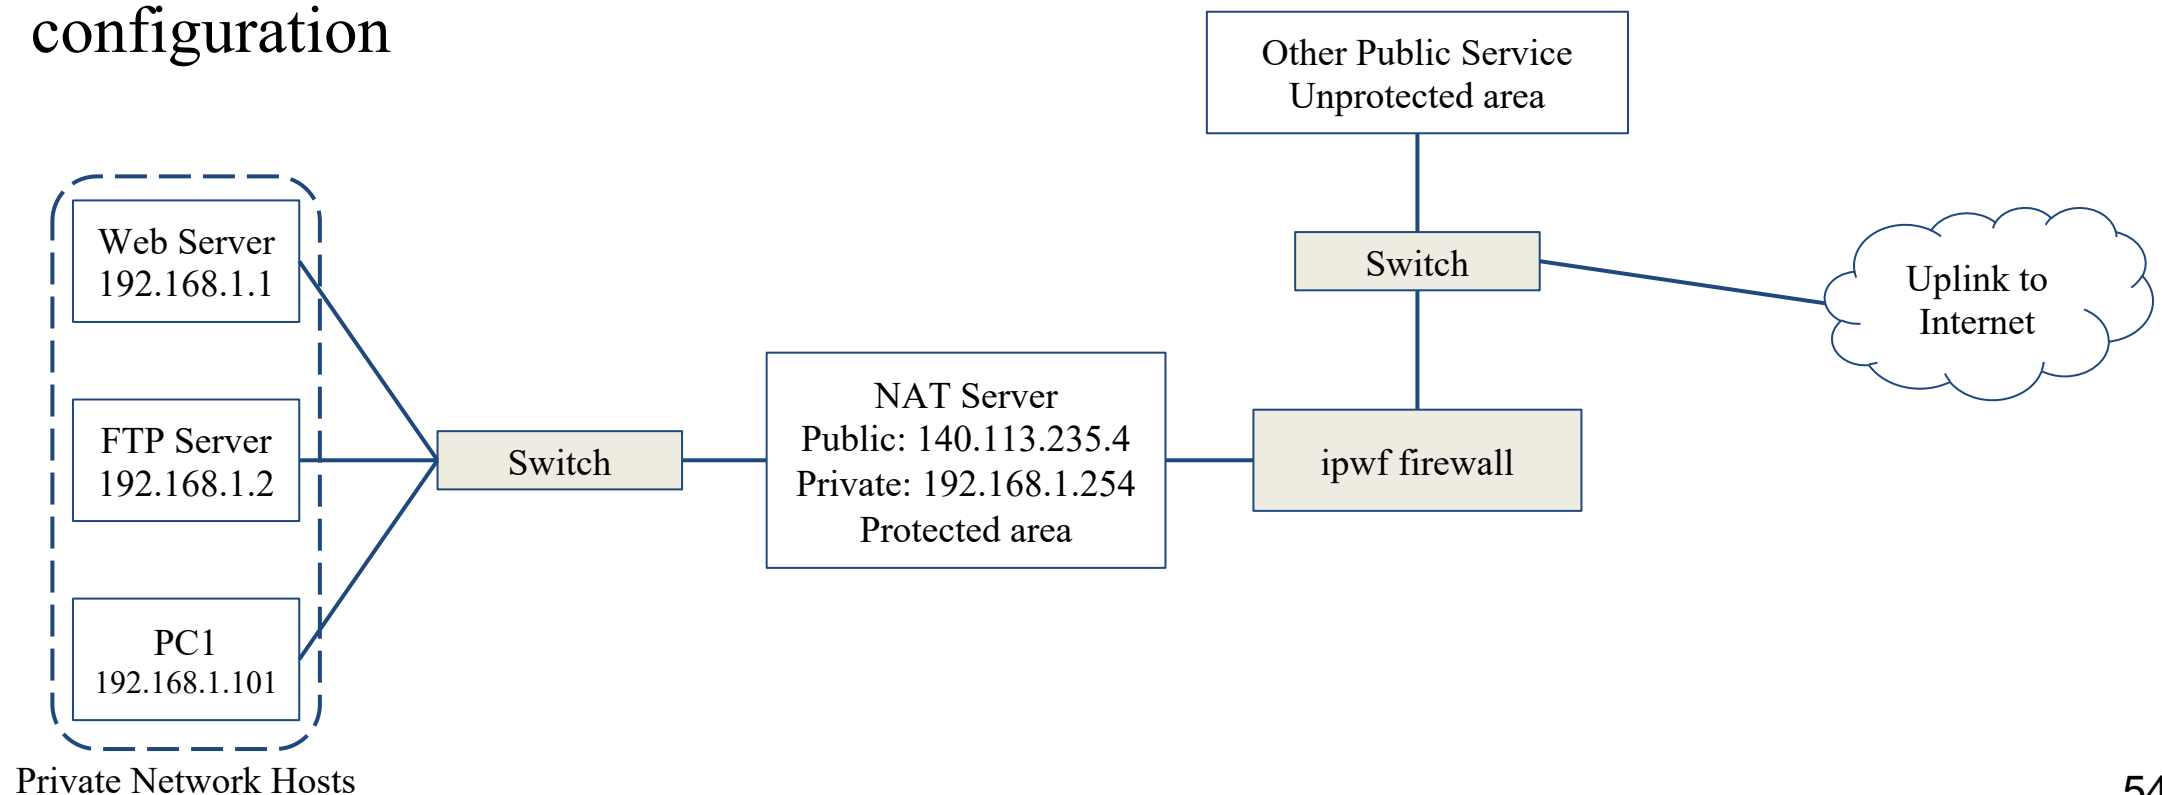 configuration
Other Public Service
Unprotected area
Web Server
192.168.1.1
Switch
Uplink to
Internet
FTP Server
192.168.1.2
Switch
NAT Server
Public: 140.113.235.4
Private: 192.168.1.254
Protected area
ipwf firewall
PC1
192.168.1.101
Private Network Hosts
54